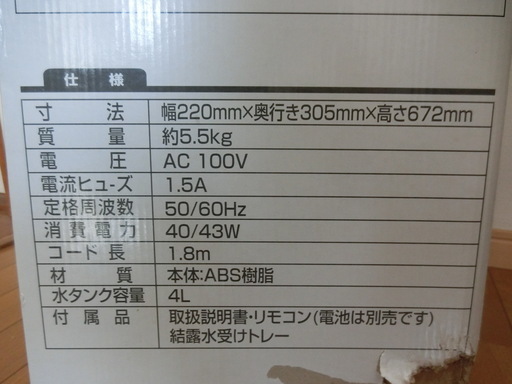 仕様
寸法 幅220mm×奥行き305mm×高さ672mm
質量 約5.5kg
電圧 AC 100V
電流ヒューズ 1.5A
定格周波数 50/60Hz
消費電力 40/43W
コード長 1.8m
材質 本体:ABS樹脂
水タンク容量 4L
付属品 取扱説明書・リモコン(電池は別売です)
結露水受けトレー